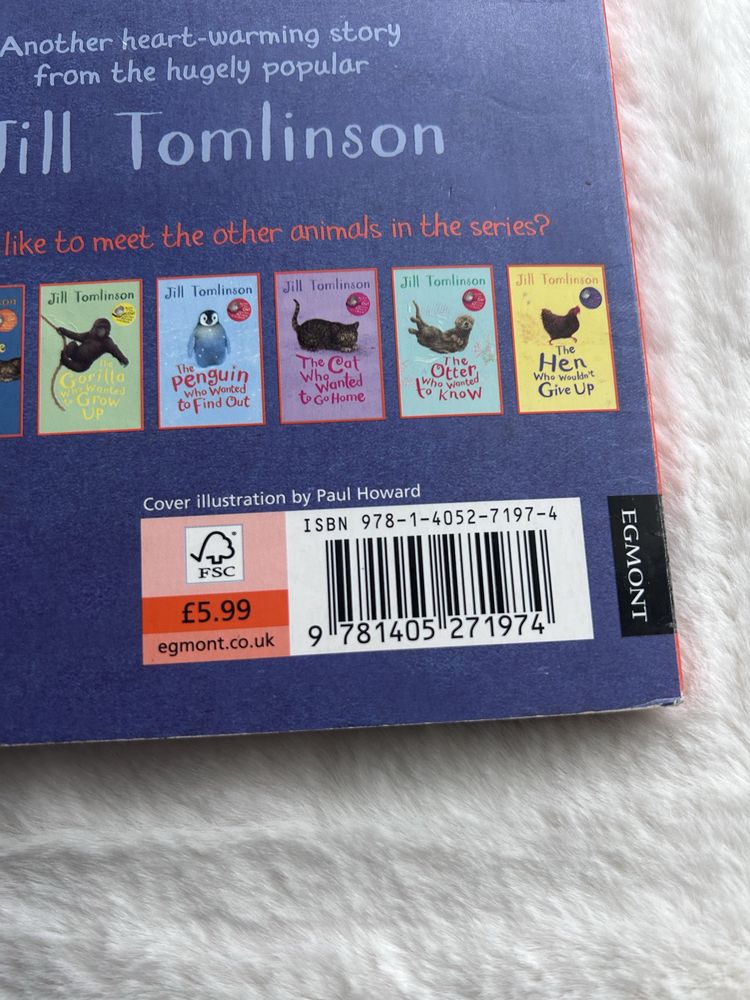 Another heart-warming story
from the hugely popular
Jill Tomlinson
like to meet the other animals in the series?
Jill Tomlinson
The
Gorilla
Who Wanted
to Grow
Up
Jill Tomlinson
The
Penguin
Who Wanted
to Find Out
Jill Tomlinson
The Cat
Who
Wanted
to Go Home
Jill Tomlinson
The
Otter
Who Wanted
to Know
Jill Tomlinson
The
Hen
Who Wouldn't
Give Up
Cover illustration by Paul Howard
FSC
£5.99
egmont.co.uk
ISBN 978-1-4052-7197-4
9 781405 271974
EGMONT